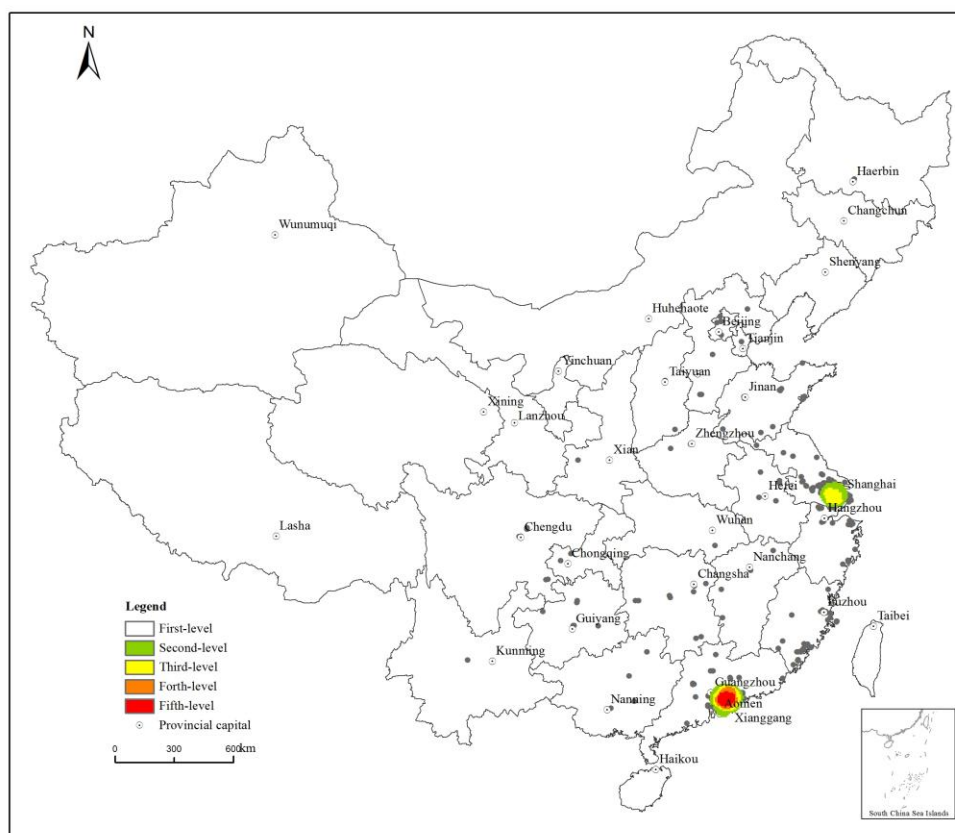 N
Haerbin
Changchun
Wunumuqi
Shenyang
Huhehaote
Beijing
Tianjin
Yinchuan
Taiyuan
Jinan
Xining
Lanzhou
Zhengzhou
Xian
Hefei
Shanghai
Hangzhou
Lasha
Chengdu
Wuhan
Chongqing
Nanchang
Changsha
Legend
First-level
Second-level
Third-level
Forth-level
Fifth-level
Provincial capital
0 300 600 km
Guiyang
Fuzhou
Taibei
Kunming
Guangzhou
Nanning
Aomen
Xianggang
Haikou
South China Sea Islands